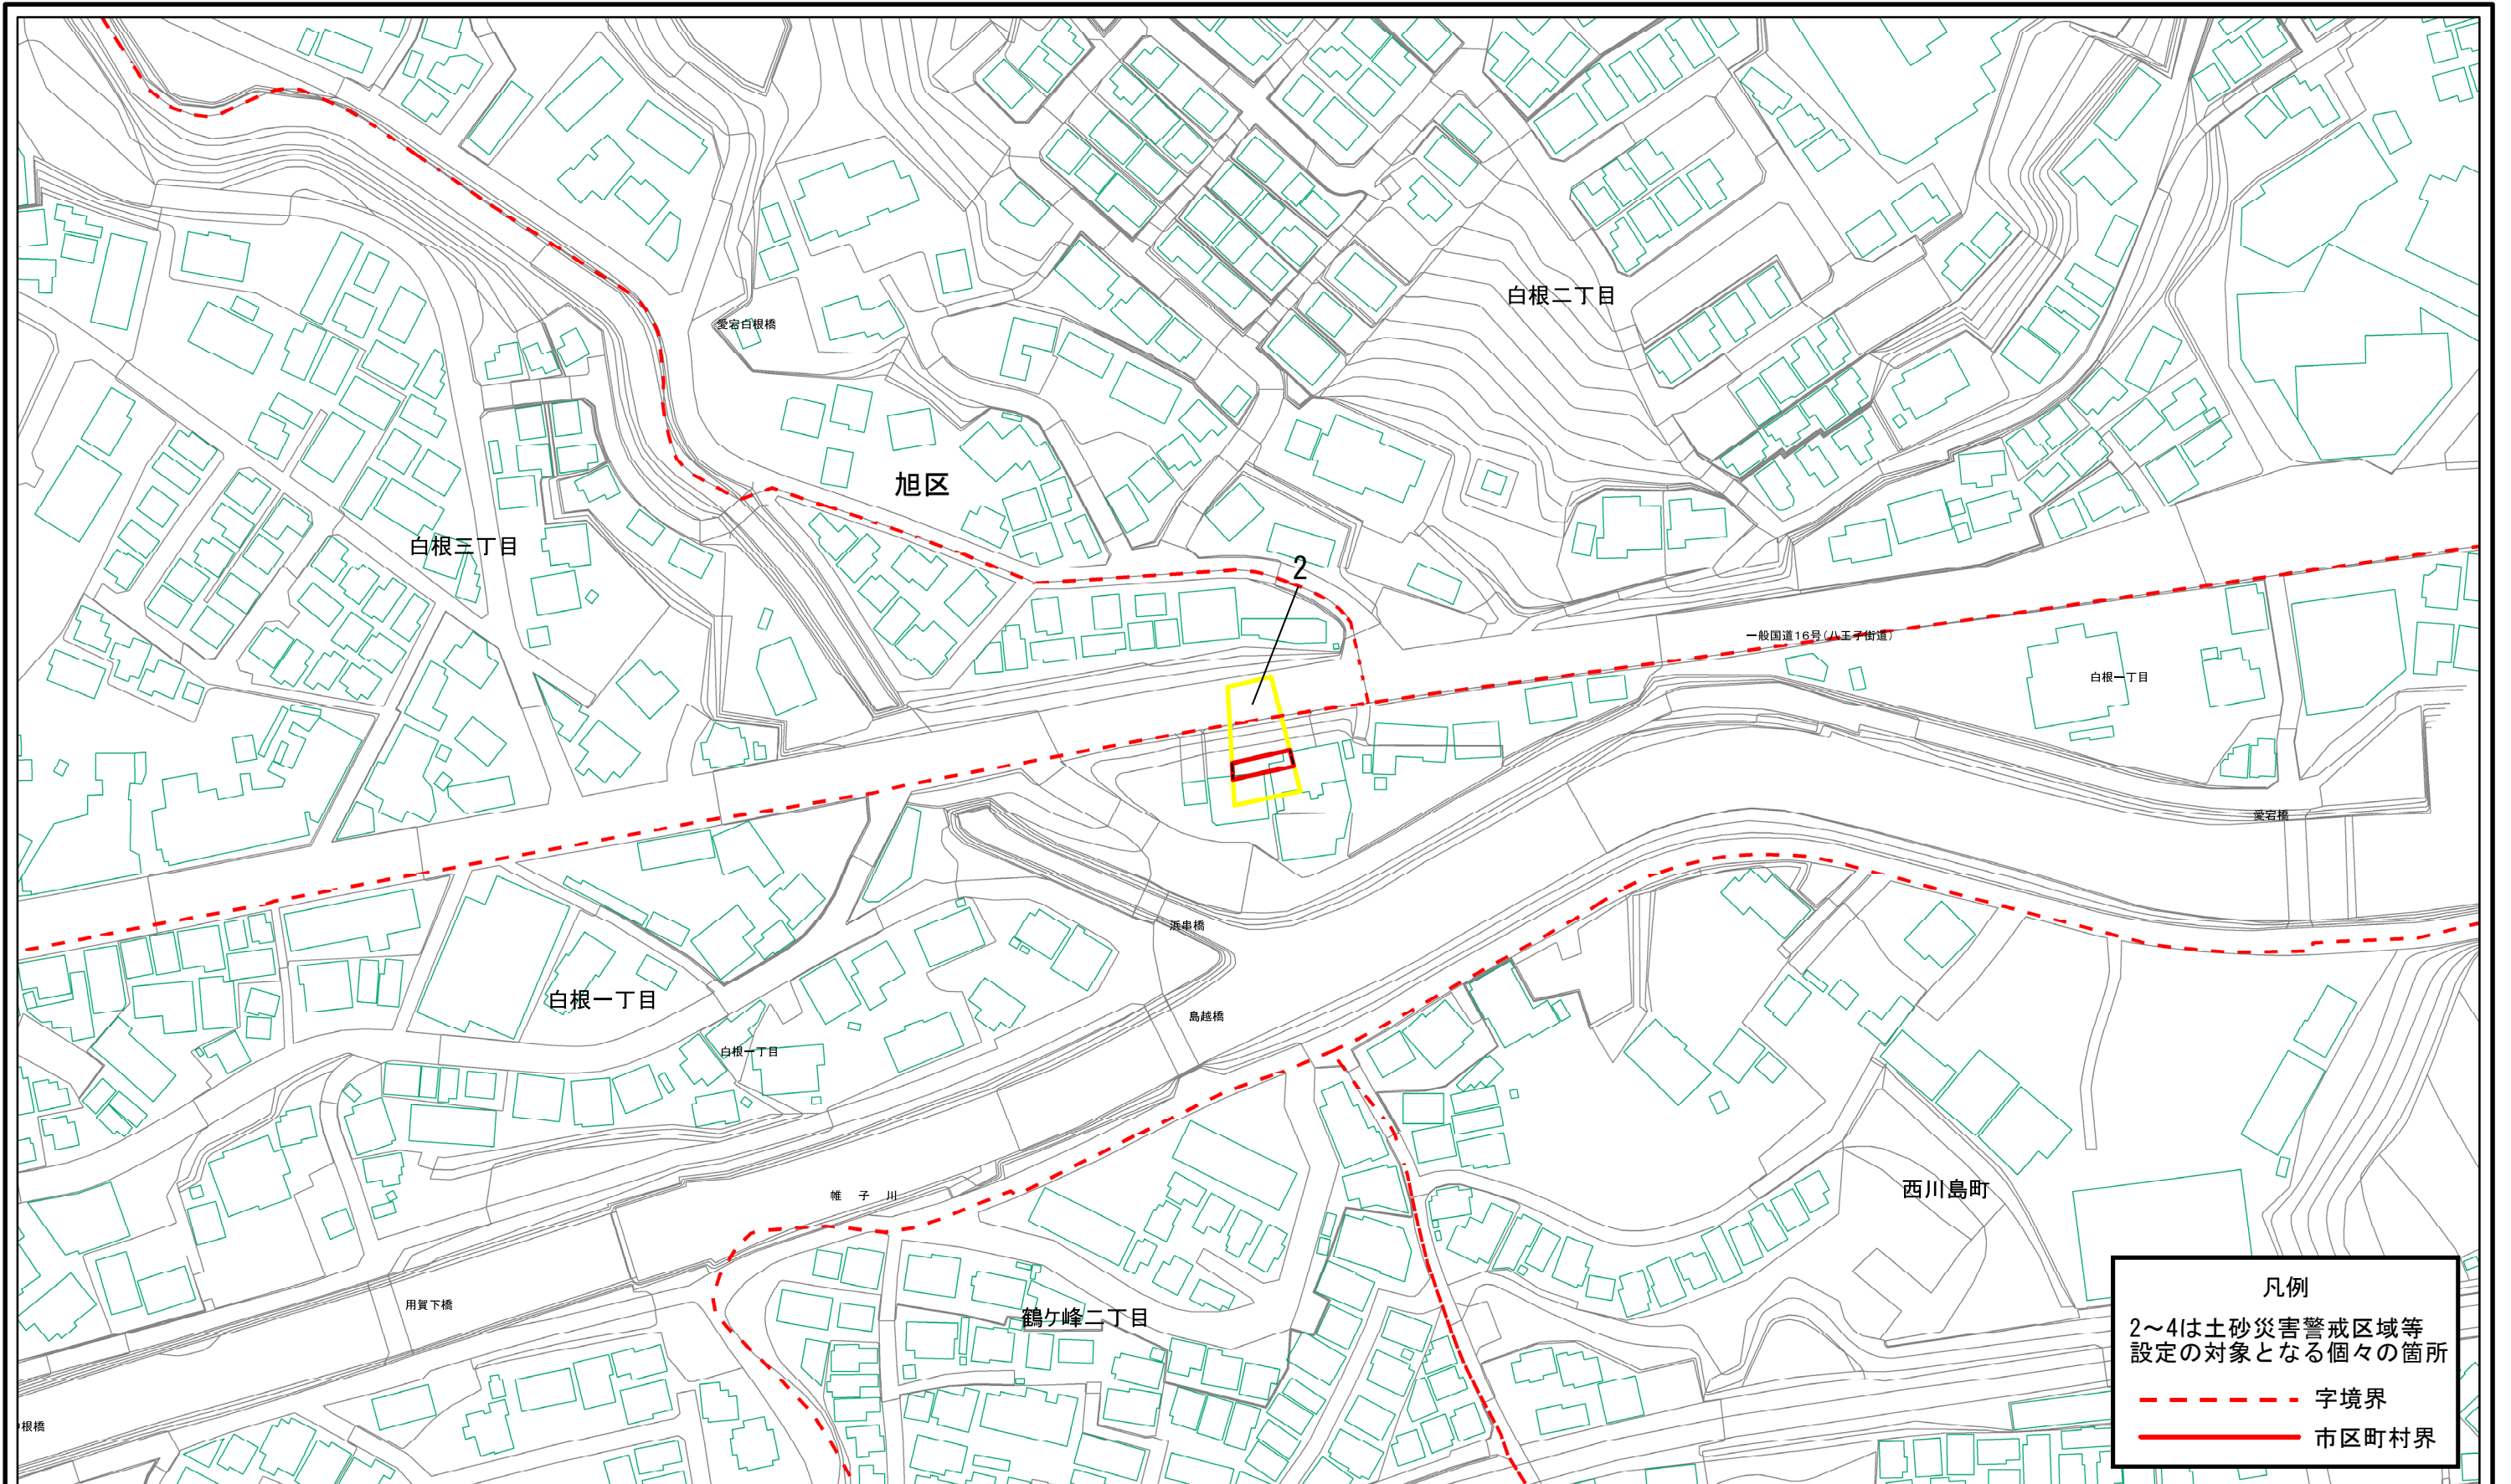 白根二丁目
愛宕白根橋
旭区
白根三丁目
2
一般国道16号(八王子街道)
白根一丁目
愛宕橋
浜串橋
白根一丁目
島越橋
白根一丁目
帷子川
西川島町
用賀下橋
鶴ケ峰二丁目
根橋
凡例
2～4は土砂災害警戒区域等
設定の対象となる個々の箇所
字境界
市区町村界